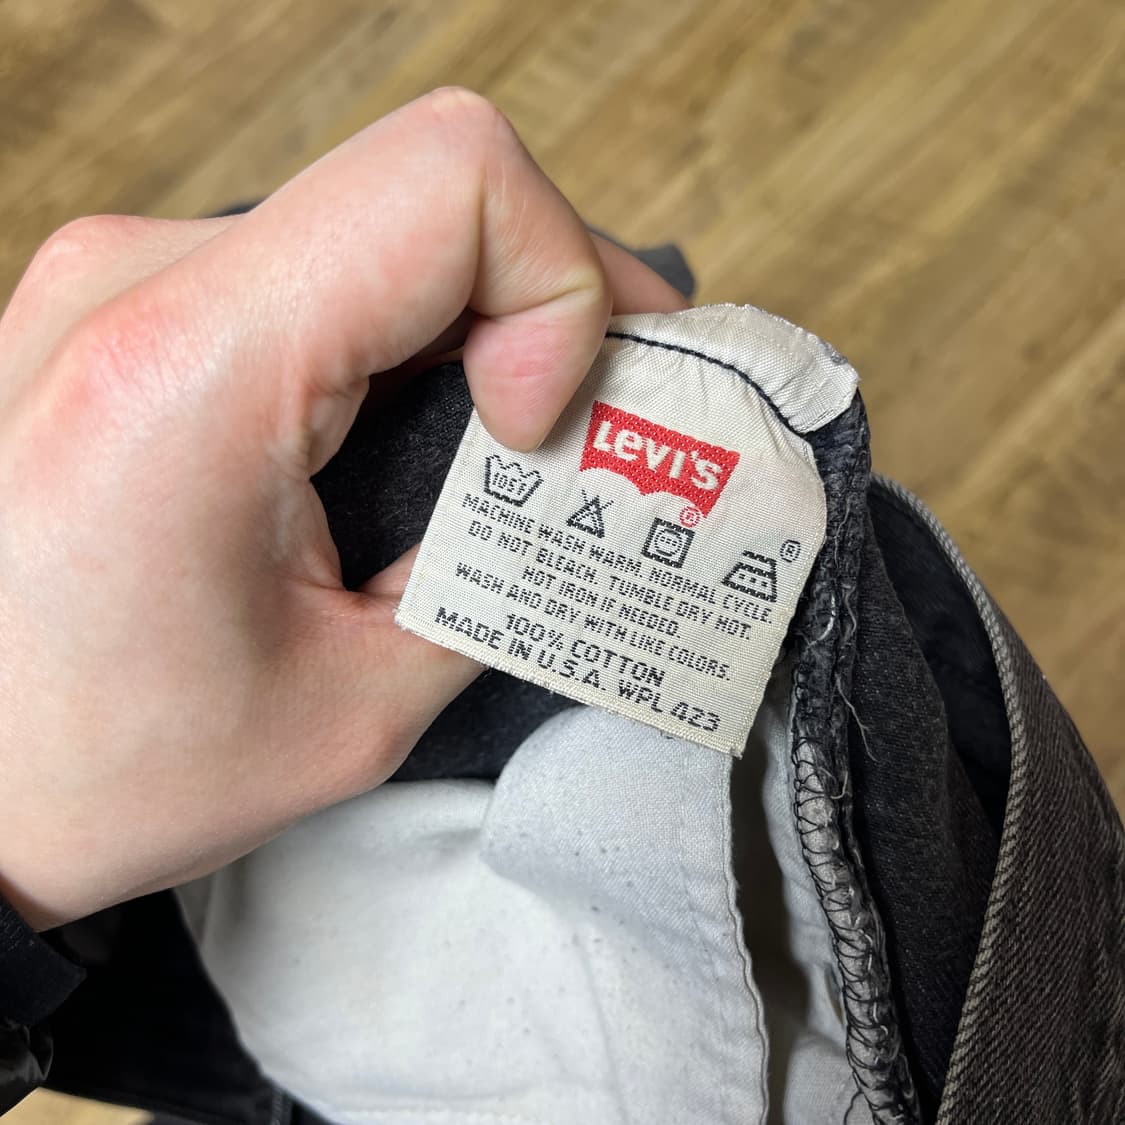 LEVI'S
®
105F
®
MACHINE WASH WARM. NORMAL CYCLE.
DO NOT BLEACH. TUMBLE DRY HOT.
HOT IRON IF NEEDED.
WASH AND DRY WITH LIKE COLORS.
100% COTTON
MADE IN U.S.A. WPL 423